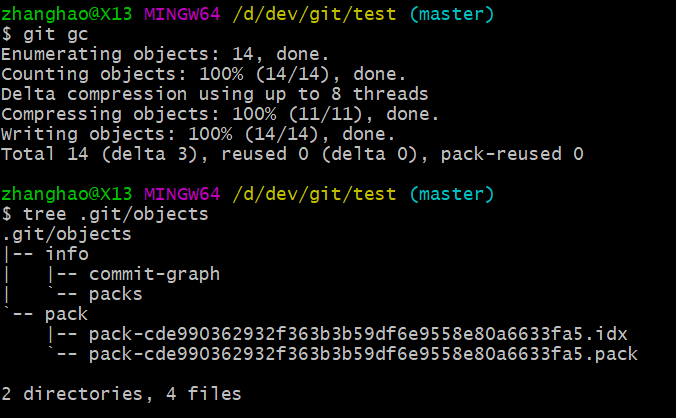 zhanghao@X13 MINGW64 /d/dev/git/test (master)
$ git gc
Enumerating objects: 14, done.
Counting objects: 100% (14/14), done.
Delta compression using up to 8 threads
Compressing objects: 100% (11/11), done.
Writing objects: 100% (14/14), done.
Total 14 (delta 3), reused 0 (delta 0), pack-reused 0
zhanghao@X13 MINGW64 /d/dev/git/test (master)
$ tree .git/objects
.git/objects
|-- info
|   |-- commit-graph
|   `-- packs
`-- pack
    |-- pack-cde990362932f363b3b59df6e9558e80a6633fa5.idx
    `-- pack-cde990362932f363b3b59df6e9558e80a6633fa5.pack
2 directories, 4 files